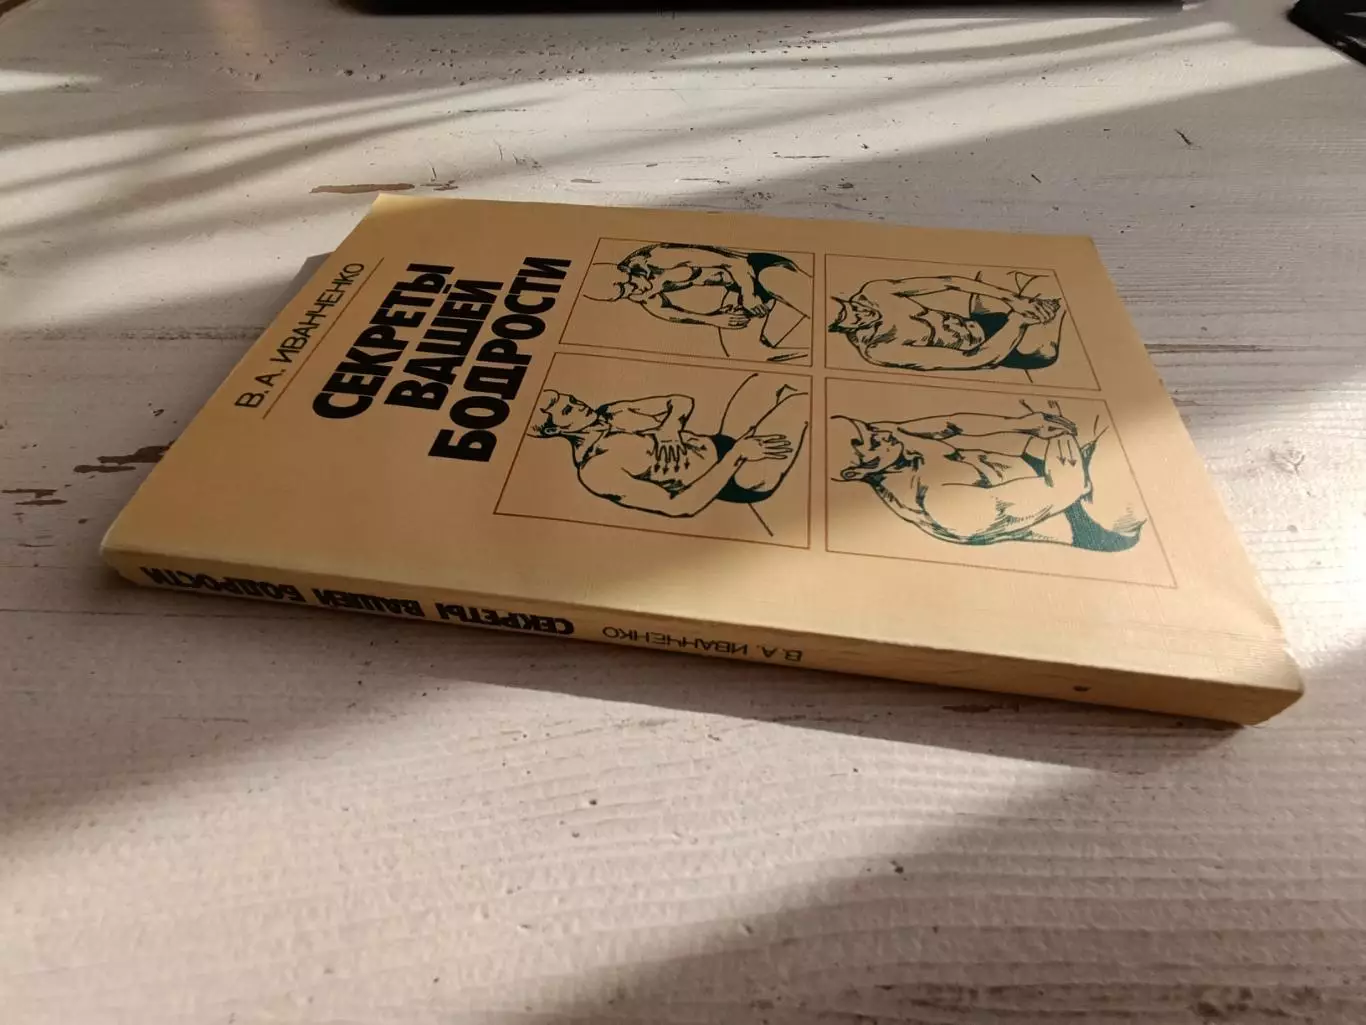 В. А. ИВАНЧЕНКО
СЕКРЕТЫ
ВАШЕЙ
БОДРОСТИ
В. А. ИВАНЧЕНКО СЕКРЕТЫ ВАШЕЙ БОДРОСТИ